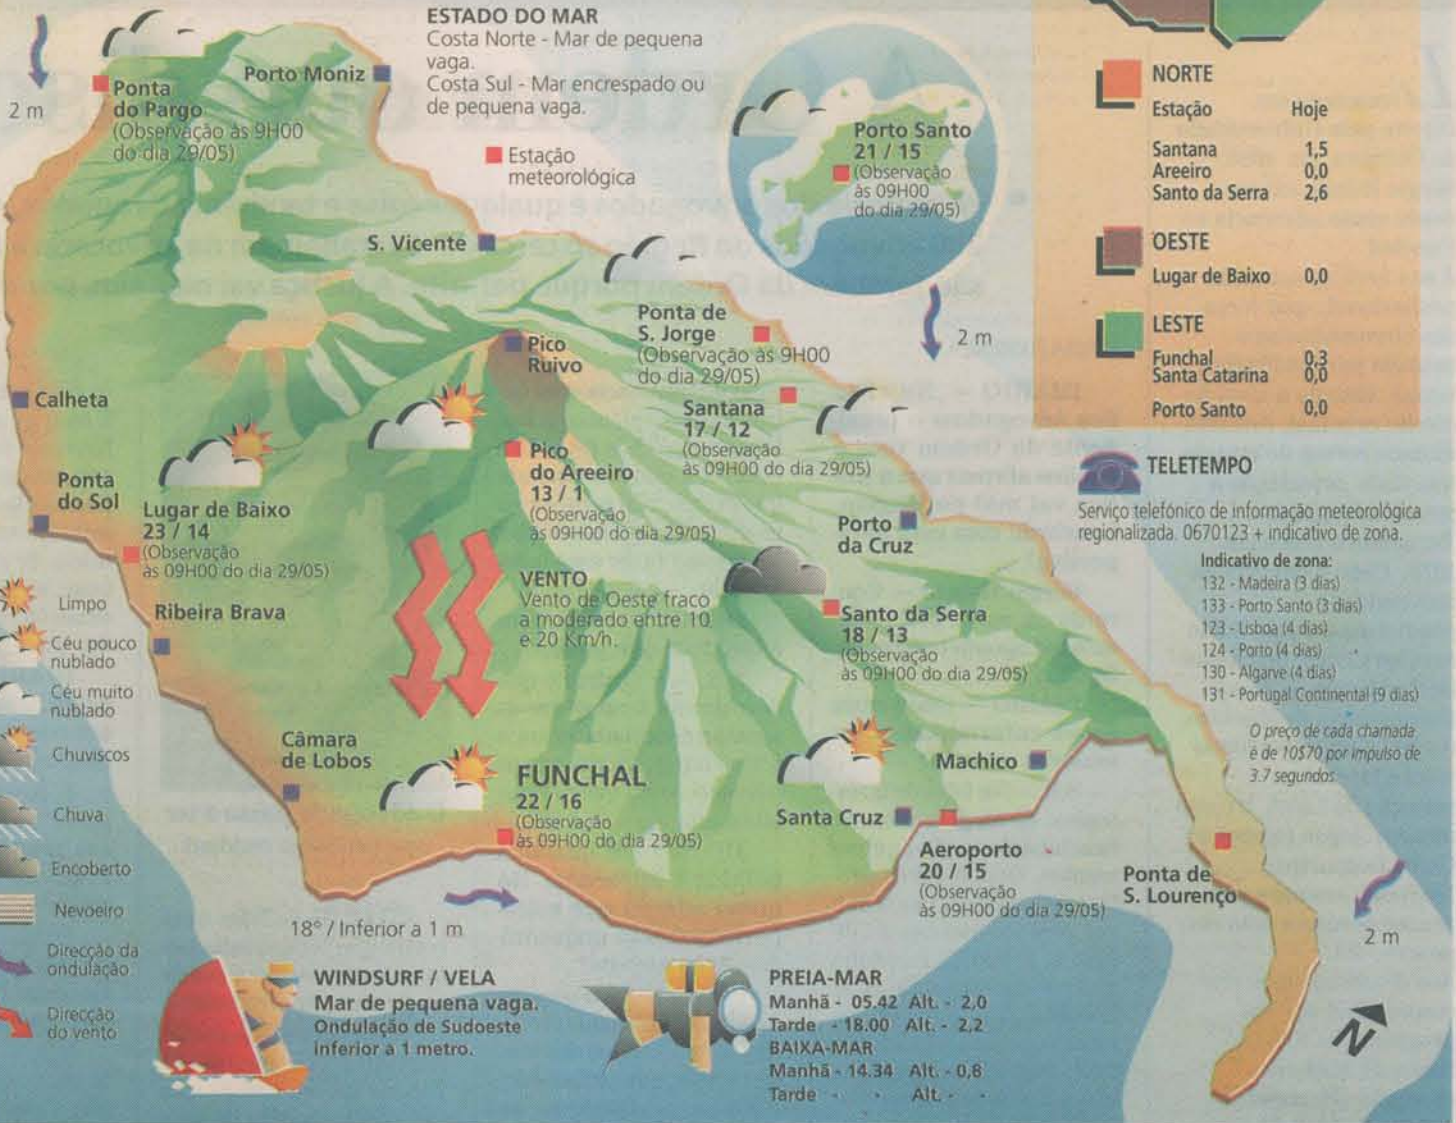 ESTADO DO MAR
Costa Norte - Mar de pequena
vaga.
Costa Sul - Mar encrespado ou
de pequena vaga.
Estação
meteorológica
2 m
Ponta
do Pargo
(Observação às 9H00
do dia 29/05)
Porto Moniz
S. Vicente
Porto Santo
21 / 15
(Observação
às 09H00
do dia 29/05)
2 m
Ponta de
S. Jorge
(Observação às 9H00
do dia 29/05)
Pico
Ruivo
Santana
17 / 12
(Observação
às 09H00 do dia 29/05)
Calheta
Pico
do Areeiro
13 / 1
(Observação
às 09H00 do dia 29/05)
Ponta
do Sol
Lugar de Baixo
23 / 14
(Observação
às 09H00 do dia 29/05)
Porto
da Cruz
VENTO
Vento de Oeste fraco
a moderado entre 10
e 20 Km/h.
Ribeira Brava
Santo da Serra
18 / 13
(Observação
às 09H00 do dia 29/05)
Câmara
de Lobos
FUNCHAL
22 / 16
(Observação
às 09H00 do dia 29/05)
Machico
Santa Cruz
Aeroporto
20 / 15
(Observação
às 09H00 do dia 29/05)
Ponta de
S. Lourenço
2 m
18° / Inferior a 1 m
N
Limpo
Céu pouco
nublado
Céu muito
nublado
Chuviscos
Chuva
Encoberto
Nevoeiro
Direcção da
ondulação
Direcção
do vento
WINDSURF / VELA
Mar de pequena vaga.
Ondulação de Sudoeste
inferior a 1 metro.
PREIA-MAR
Manhã - 05.42 Alt. - 2,0
Tarde - 18.00 Alt. - 2,2
BAIXA-MAR
Manhã - 14.34 Alt. - 0,8
Tarde - - Alt. - -
NORTE
Estação Hoje
Santana 1,5
Areeiro 0,0
Santo da Serra 2,6
OESTE
Lugar de Baixo 0,0
LESTE
Funchal 0,3
Santa Catarina 0,0
Porto Santo 0,0
TELETEMPO
Serviço telefónico de informação meteorológica
regionalizada. 0670123 + indicativo de zona.
Indicativo de zona:
132 - Madeira (3 dias)
133 - Porto Santo (3 dias)
123 - Lisboa (4 dias)
124 - Porto (4 dias)
130 - Algarve (4 dias)
131 - Portugal Continental (9 dias)
O preço de cada chamada
é de 10$70 por impulso de
3.7 segundos